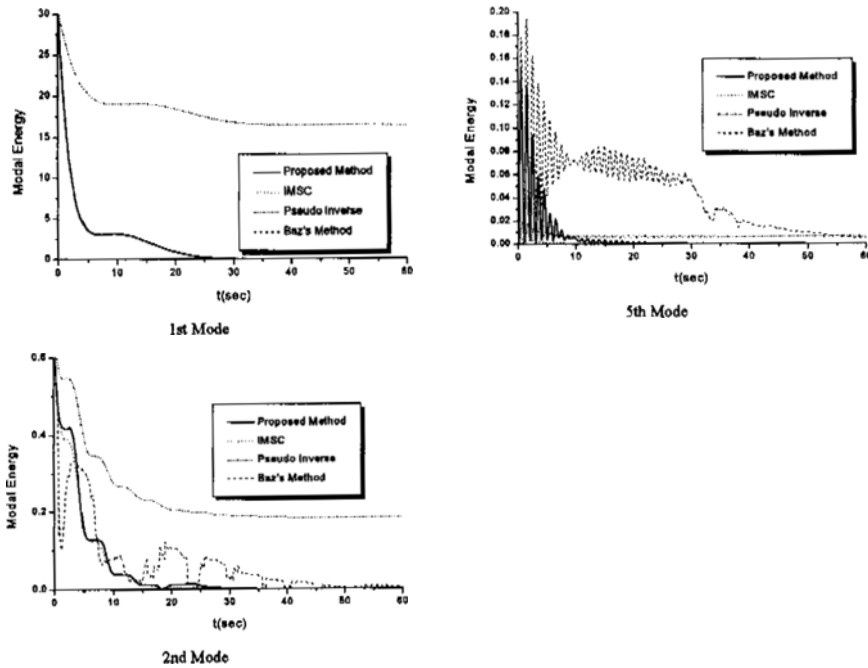 30
25
20
15
10
5
0
Modal Energy
Proposed Method
IMSC
Pseudo Inverse
Baz's Method
0 10 20 30 40 50 60
t(sec)
1st Mode
0.20
0.18
0.16
0.14
0.12
0.10
0.08
0.06
0.04
0.02
0.00
Modal Energy
Proposed Method
IMSC
Pseudo Inverse
Baz's Method
0 10 20 30 40 50 60
t(sec)
5th Mode
0.6
0.4
0.2
0.0
Modal Energy
Proposed Method
IMSC
Pseudo Inverse
Baz's Method
0 10 20 30 40 50 60
t(sec)
2nd Mode